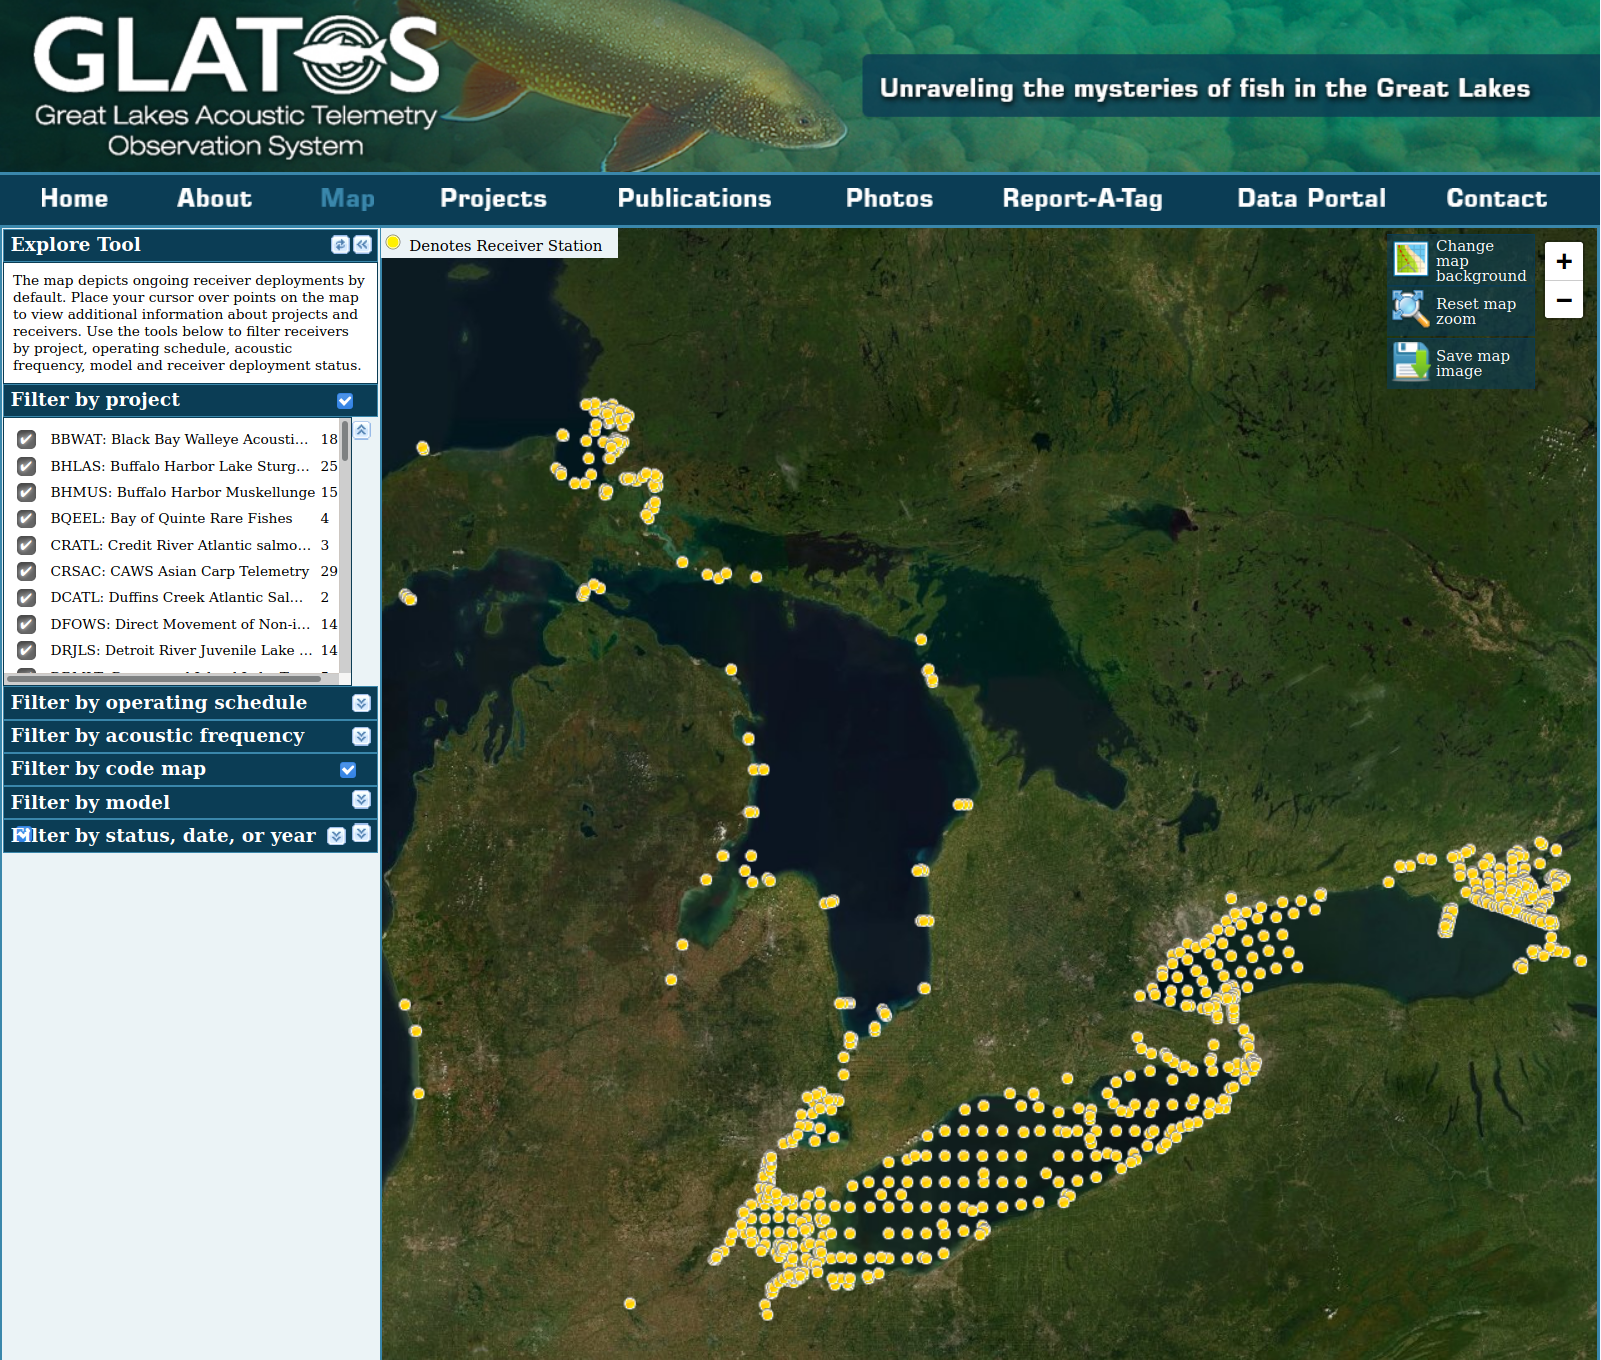 GLATOS
Great Lakes Acoustic Telemetry
Observation System
Unraveling the mysteries of fish in the Great Lakes
Home About Map Projects Publications Photos Report-A-Tag Data Portal Contact
Explore Tool
The map depicts ongoing receiver deployments by
default. Place your cursor over points on the map
to view additional information about projects and
receivers. Use the tools below to filter receivers
by project, operating schedule, acoustic
frequency, model and receiver deployment status.
Filter by project
BBWAT: Black Bay Walleye Acousti... 18
BHLAS: Buffalo Harbor Lake Sturg... 25
BHMUS: Buffalo Harbor Muskellunge 15
BQEEL: Bay of Quinte Rare Fishes 4
CRATL: Credit River Atlantic salmo... 3
CRSAC: CAWS Asian Carp Telemetry 29
DCATL: Duffins Creek Atlantic Sal... 2
DFOWS: Direct Movement of Non-i... 14
DRJLS: Detroit River Juvenile Lake ... 14
Filter by operating schedule
Filter by acoustic frequency
Filter by code map
Filter by model
Filter by status, date, or year
Denotes Receiver Station
Change
map
background
Reset map
zoom
Save map
image
+
−